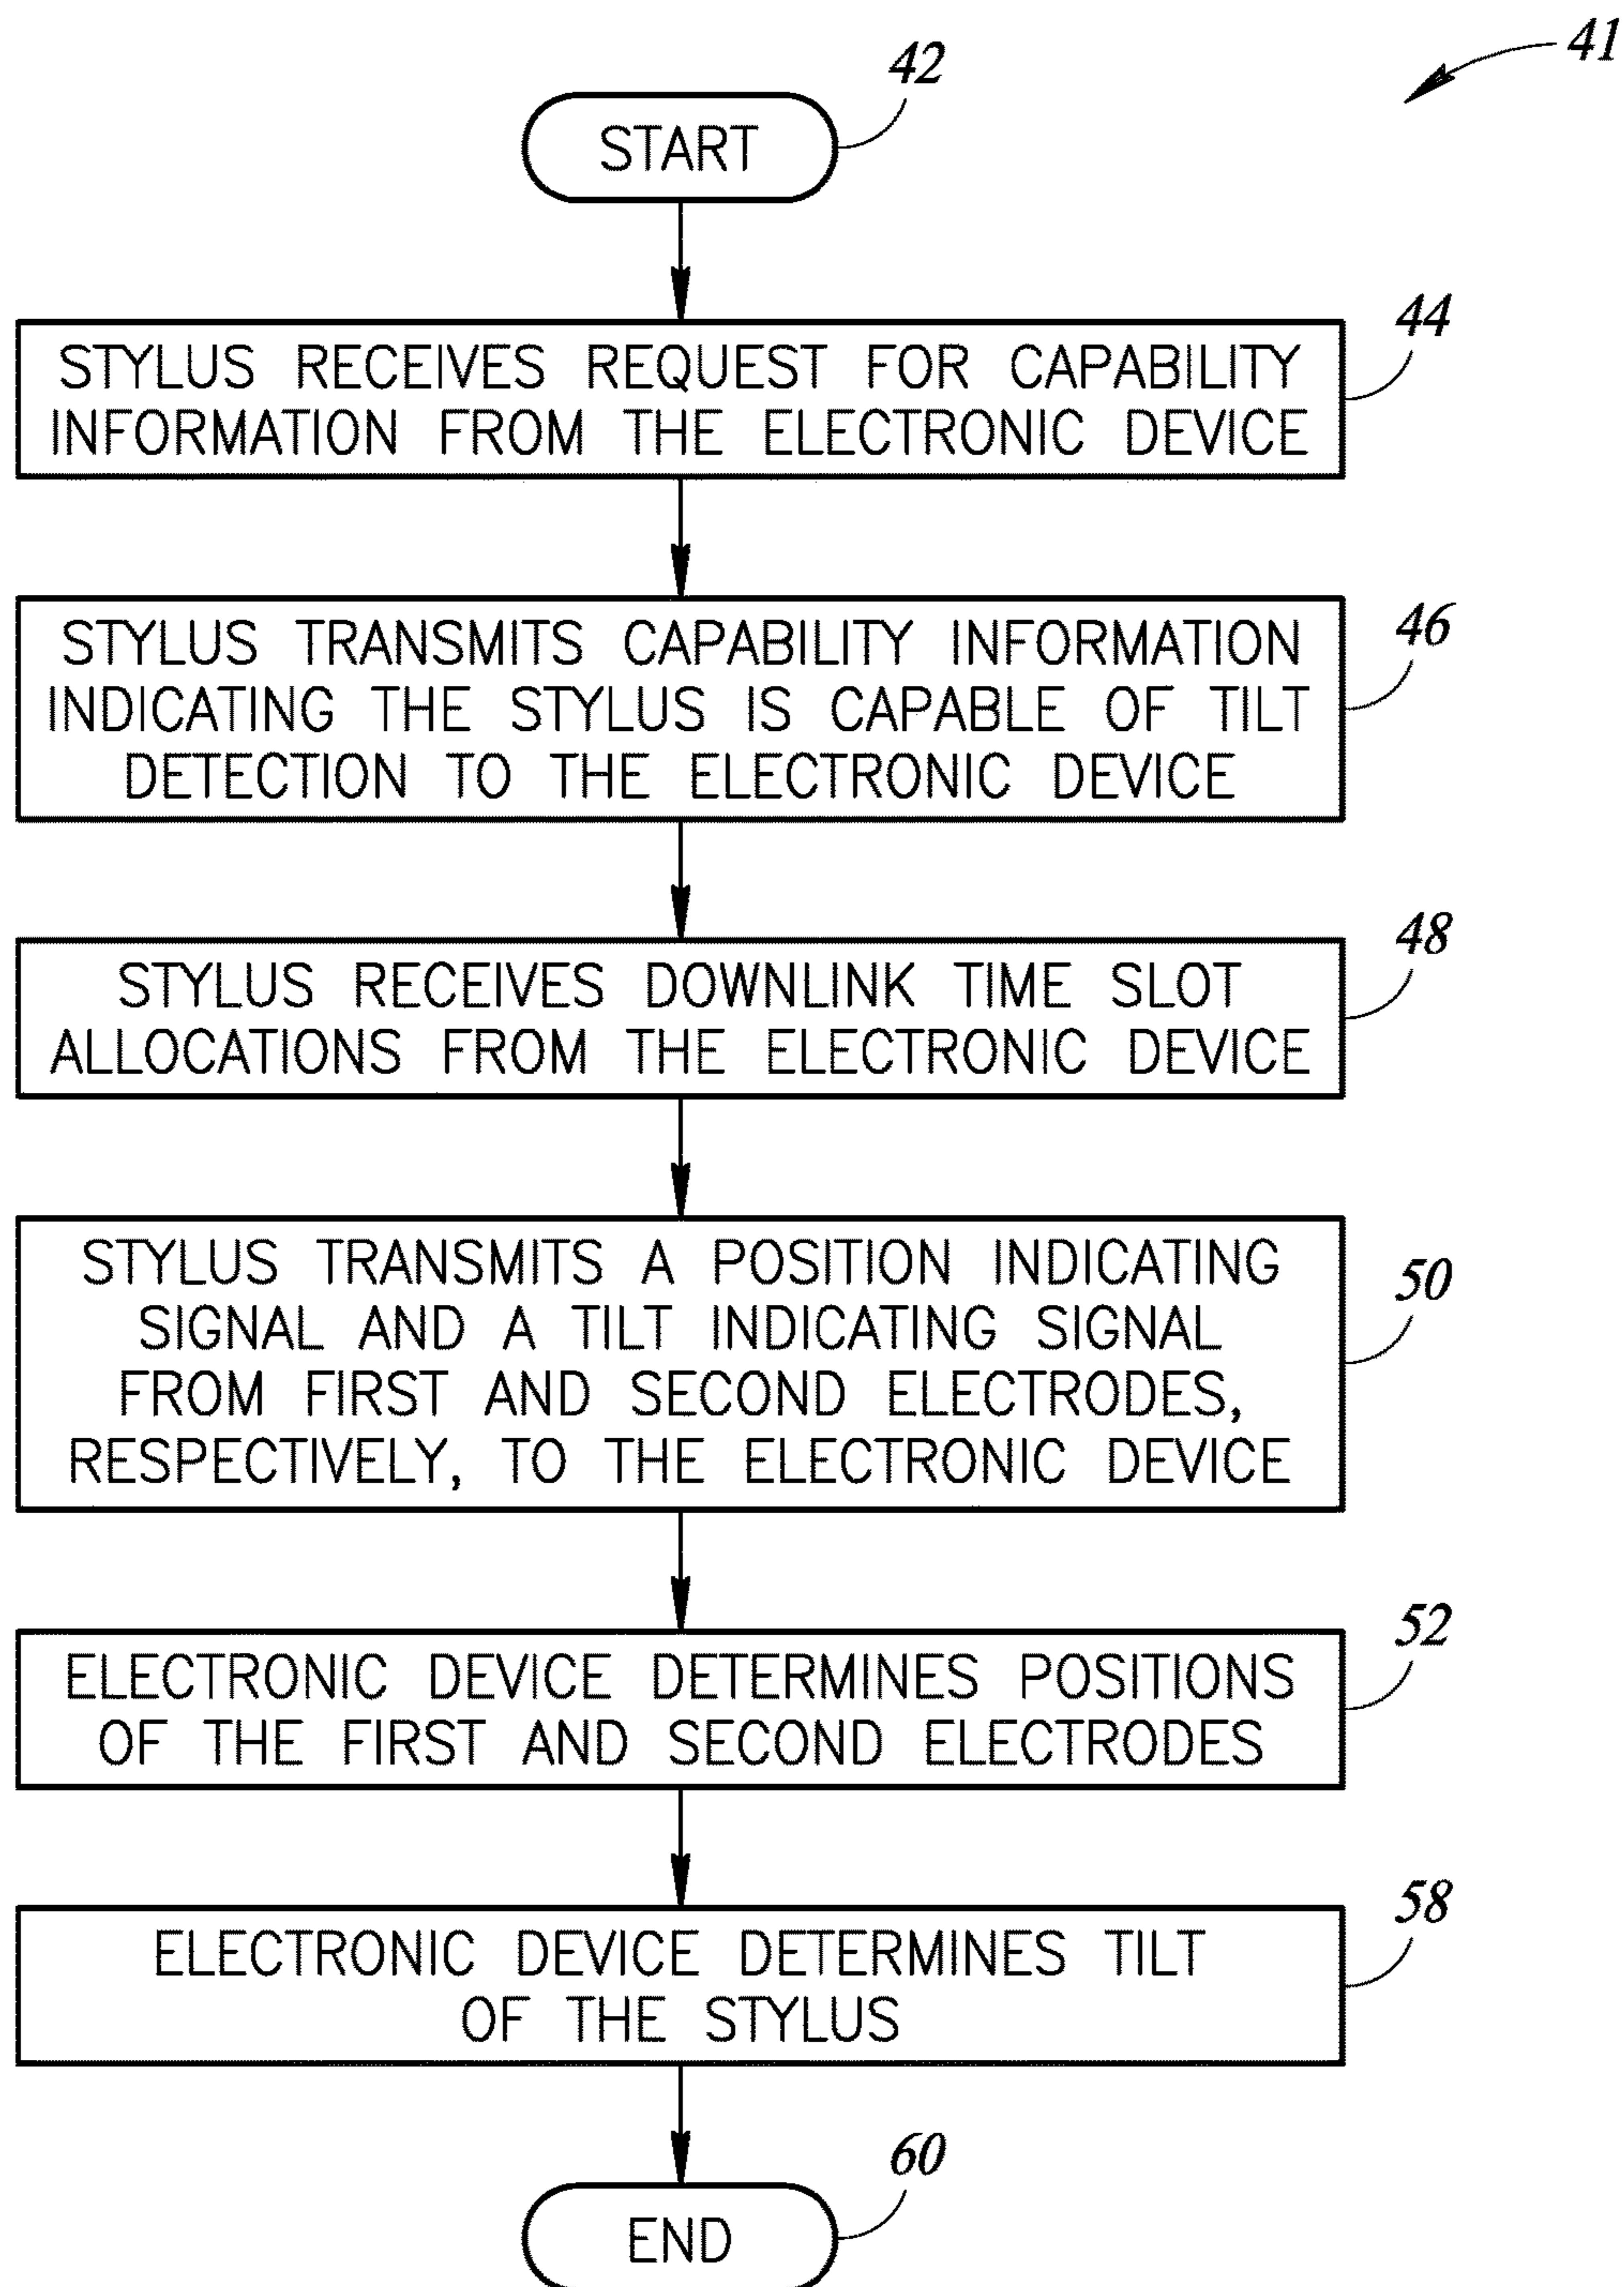 41
42
START
44
STYLUS RECEIVES REQUEST FOR CAPABILITY
INFORMATION FROM THE ELECTRONIC DEVICE
46
STYLUS TRANSMITS CAPABILITY INFORMATION
INDICATING THE STYLUS IS CAPABLE OF TILT
DETECTION TO THE ELECTRONIC DEVICE
48
STYLUS RECEIVES DOWNLINK TIME SLOT
ALLOCATIONS FROM THE ELECTRONIC DEVICE
50
STYLUS TRANSMITS A POSITION INDICATING
SIGNAL AND A TILT INDICATING SIGNAL
FROM FIRST AND SECOND ELECTRODES,
RESPECTIVELY, TO THE ELECTRONIC DEVICE
52
ELECTRONIC DEVICE DETERMINES POSITIONS
OF THE FIRST AND SECOND ELECTRODES
58
ELECTRONIC DEVICE DETERMINES TILT
OF THE STYLUS
60
END